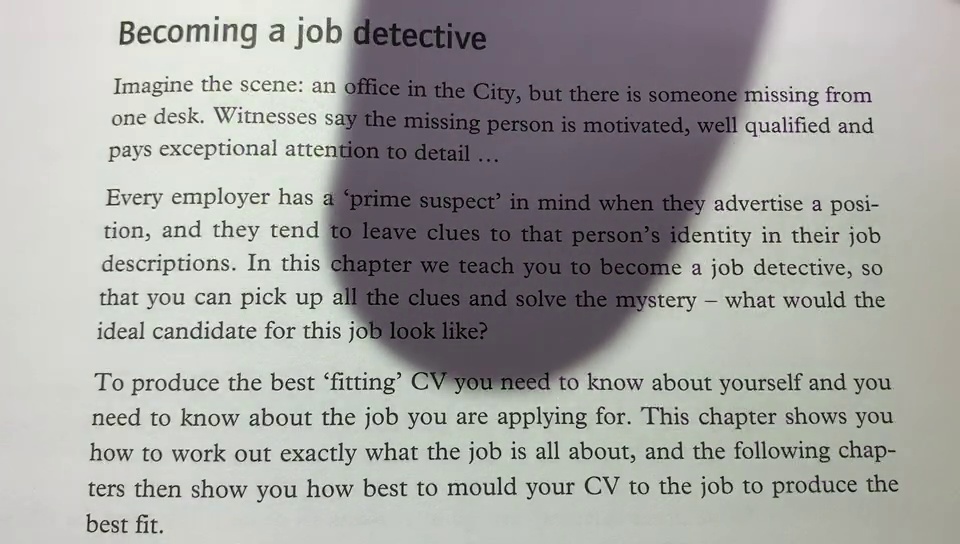 Becoming a job detective
Imagine the scene: an office in the City, but there is someone missing from
one desk. Witnesses say the missing person is motivated, well qualified and
pays exceptional attention to detail …
Every employer has a ‘prime suspect’ in mind when they advertise a posi-
tion, and they tend to leave clues to that person’s identity in their job
descriptions. In this chapter we teach you to become a job detective, so
that you can pick up all the clues and solve the mystery – what would the
ideal candidate for this job look like?
To produce the best ‘fitting’ CV you need to know about yourself and you
need to know about the job you are applying for. This chapter shows you
how to work out exactly what the job is all about, and the following chap-
ters then show you how best to mould your CV to the job to produce the
best fit.